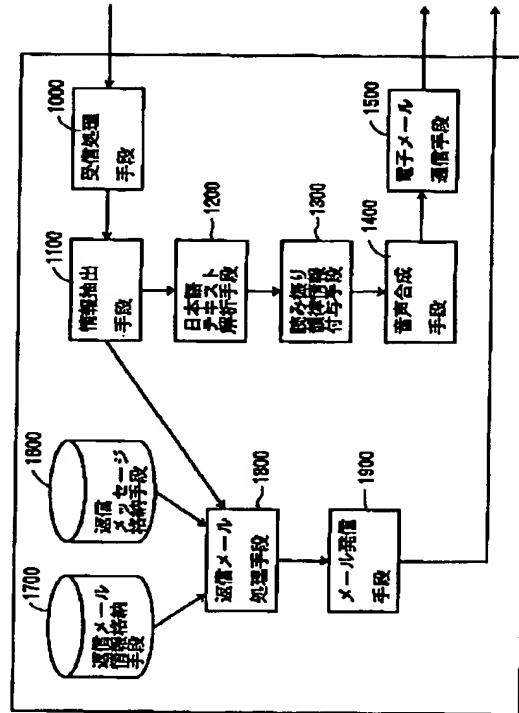 1000
受信処理
手段
1100
情報抽出
手段
1200
日本語
テキスト
解析手段
1300
読み振り
韻律情報
付与手段
1400
音声合成
手段
1500
電子メール
通信手段
返信
メッセージ
格納手段
1700
返信メール
情報格納
手段
1800
返信メール
処理手段
1900
メール発信
手段